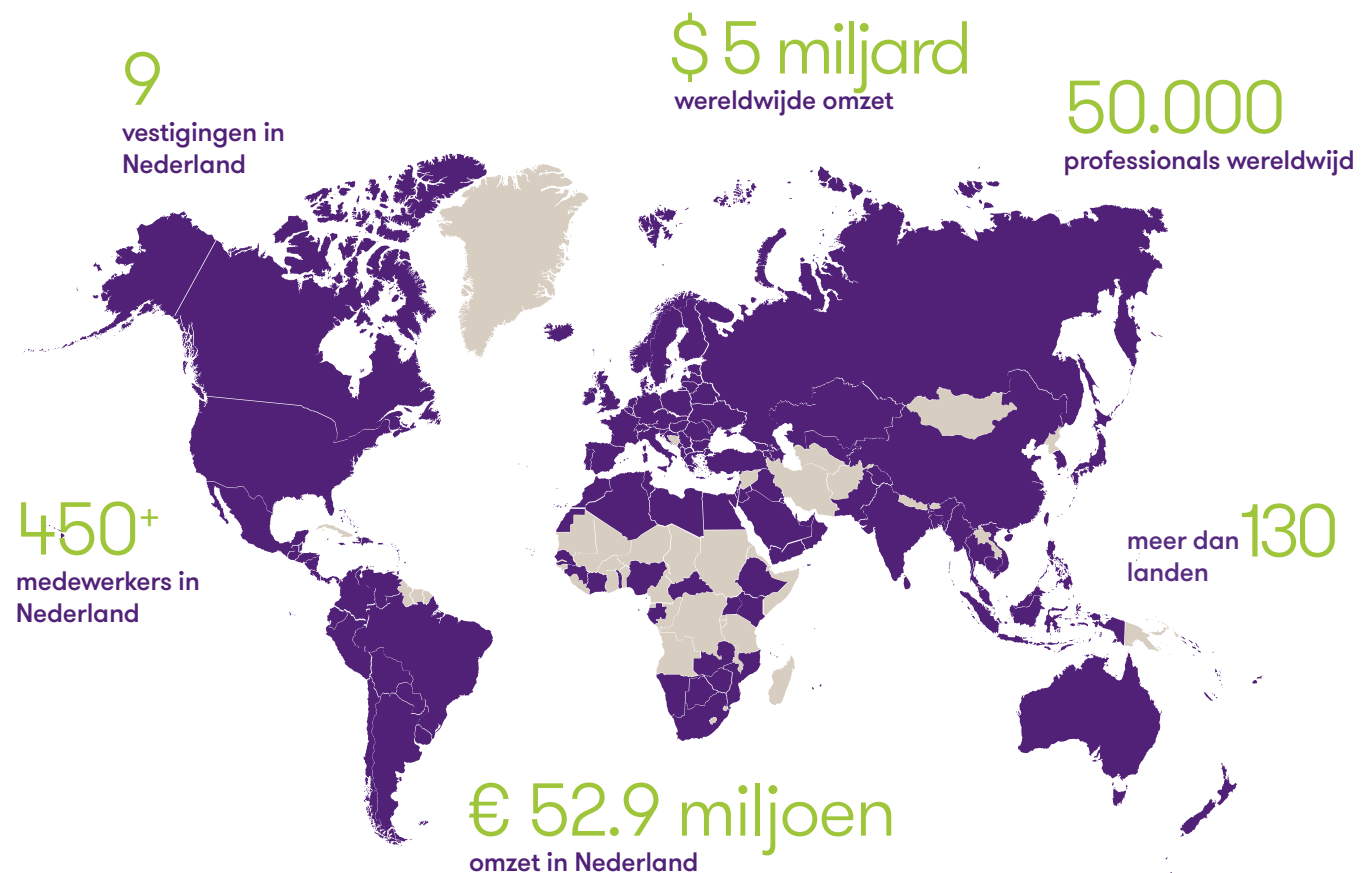 9
vestigingen in
Nederland
$ 5 miljard
wereldwijde omzet
50.000
professionals wereldwijd
450+
medewerkers in
Nederland
meer dan 130
landen
€ 52.9 miljoen
omzet in Nederland